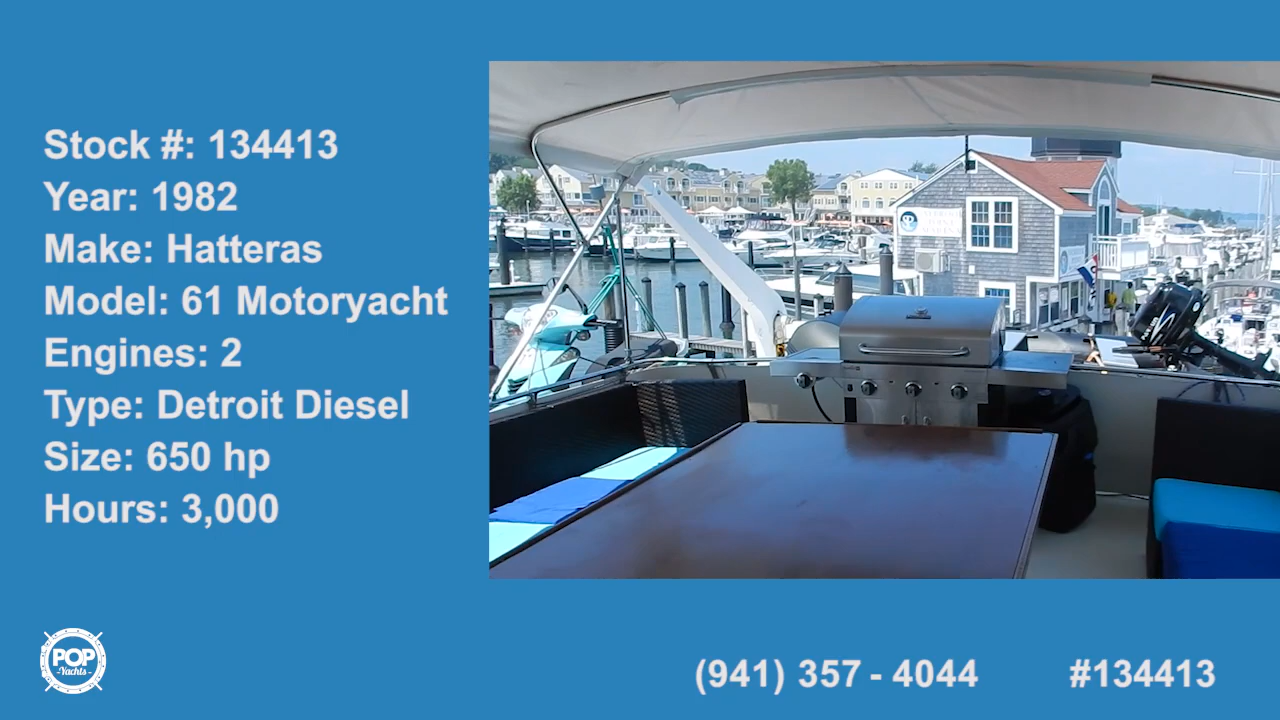 Stock #: 134413
Year: 1982
Make: Hatteras
Model: 61 Motoryacht
Engines: 2
Type: Detroit Diesel
Size: 650 hp
Hours: 3,000
POP
-Yachts-
(941) 357 - 4044
#134413